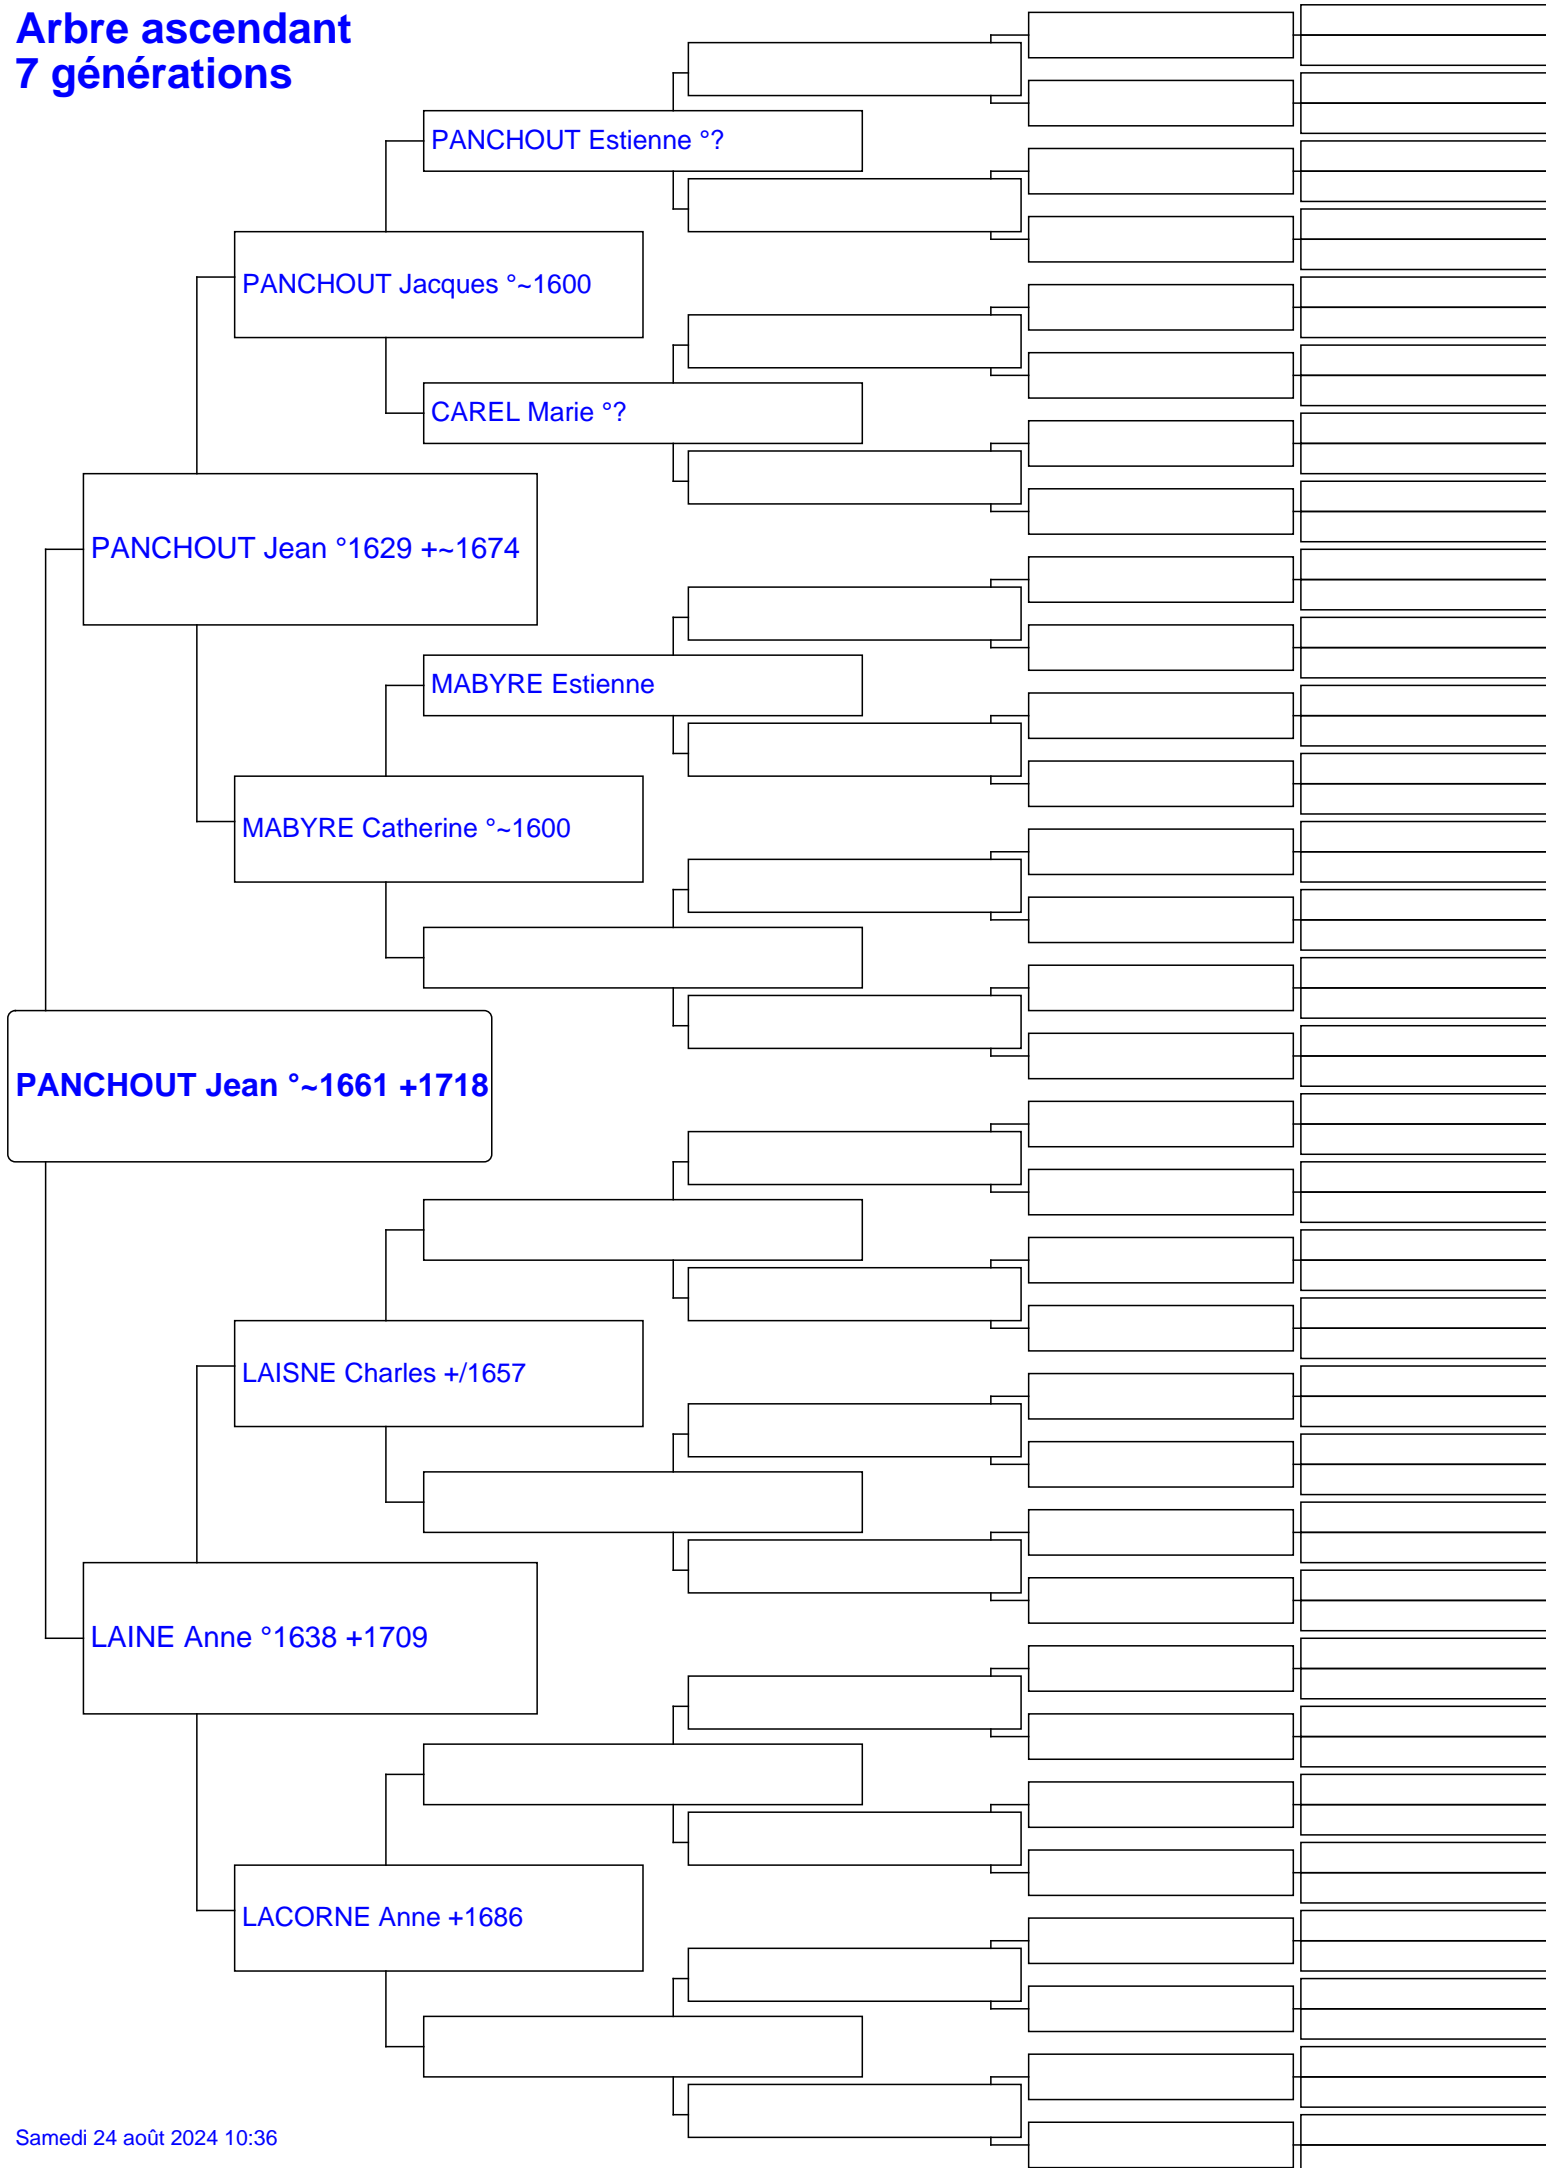 Arbre ascendant
7 générations
PANCHOUT Estienne °?
PANCHOUT Jacques °~1600
CAREL Marie °?
PANCHOUT Jean °1629 +~1674
MABYRE Estienne
MABYRE Catherine °~1600
PANCHOUT Jean °~1661 +1718
LAISNE Charles +/1657
LAINE Anne °1638 +1709
LACORNE Anne +1686
Samedi 24 août 2024 10:36